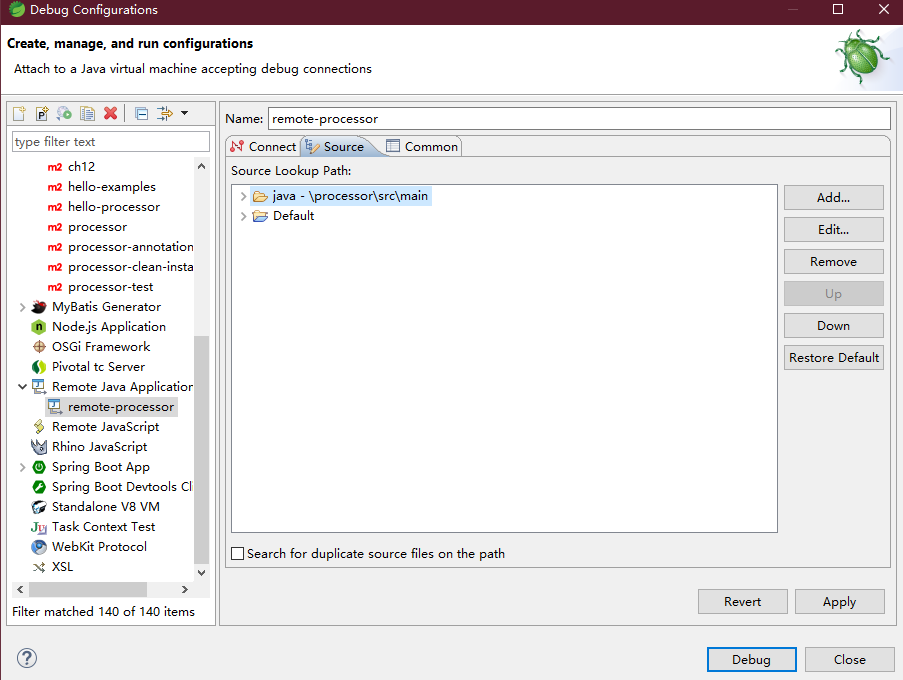 Debug Configurations
Create, manage, and run configurations
Attach to a Java virtual machine accepting debug connections
type filter text
m2 ch12
m2 hello-examples
m2 hello-processor
m2 processor
m2 processor-annotation
m2 processor-clean-insta
m2 processor-test
MyBatis Generator
Node.js Application
OSGi Framework
Pivotal tc Server
Remote Java Application
remote-processor
Remote JavaScript
Rhino JavaScript
Spring Boot App
Spring Boot Devtools Cl
Standalone V8 VM
Ju Task Context Test
WebKit Protocol
XSL
Filter matched 140 of 140 items
Name: remote-processor
Connect Source Common
Source Lookup Path:
java - \processor\src\main
Default
Add...
Edit...
Remove
Up
Down
Restore Default
Search for duplicate source files on the path
Revert Apply
? Debug Close